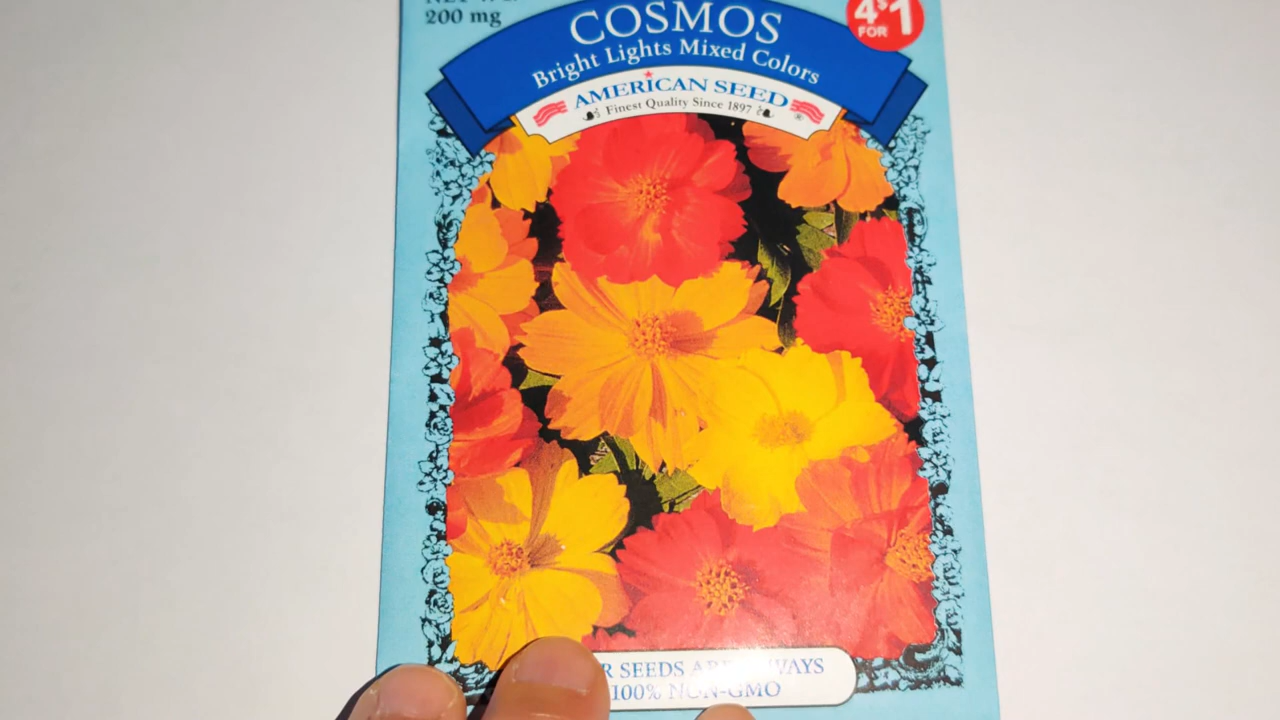 200 mg
COSMOS
4 FOR $1
Bright Lights Mixed Colors
AMERICAN SEED
Finest Quality Since 1897
®
SEEDS
100% NON-GMO